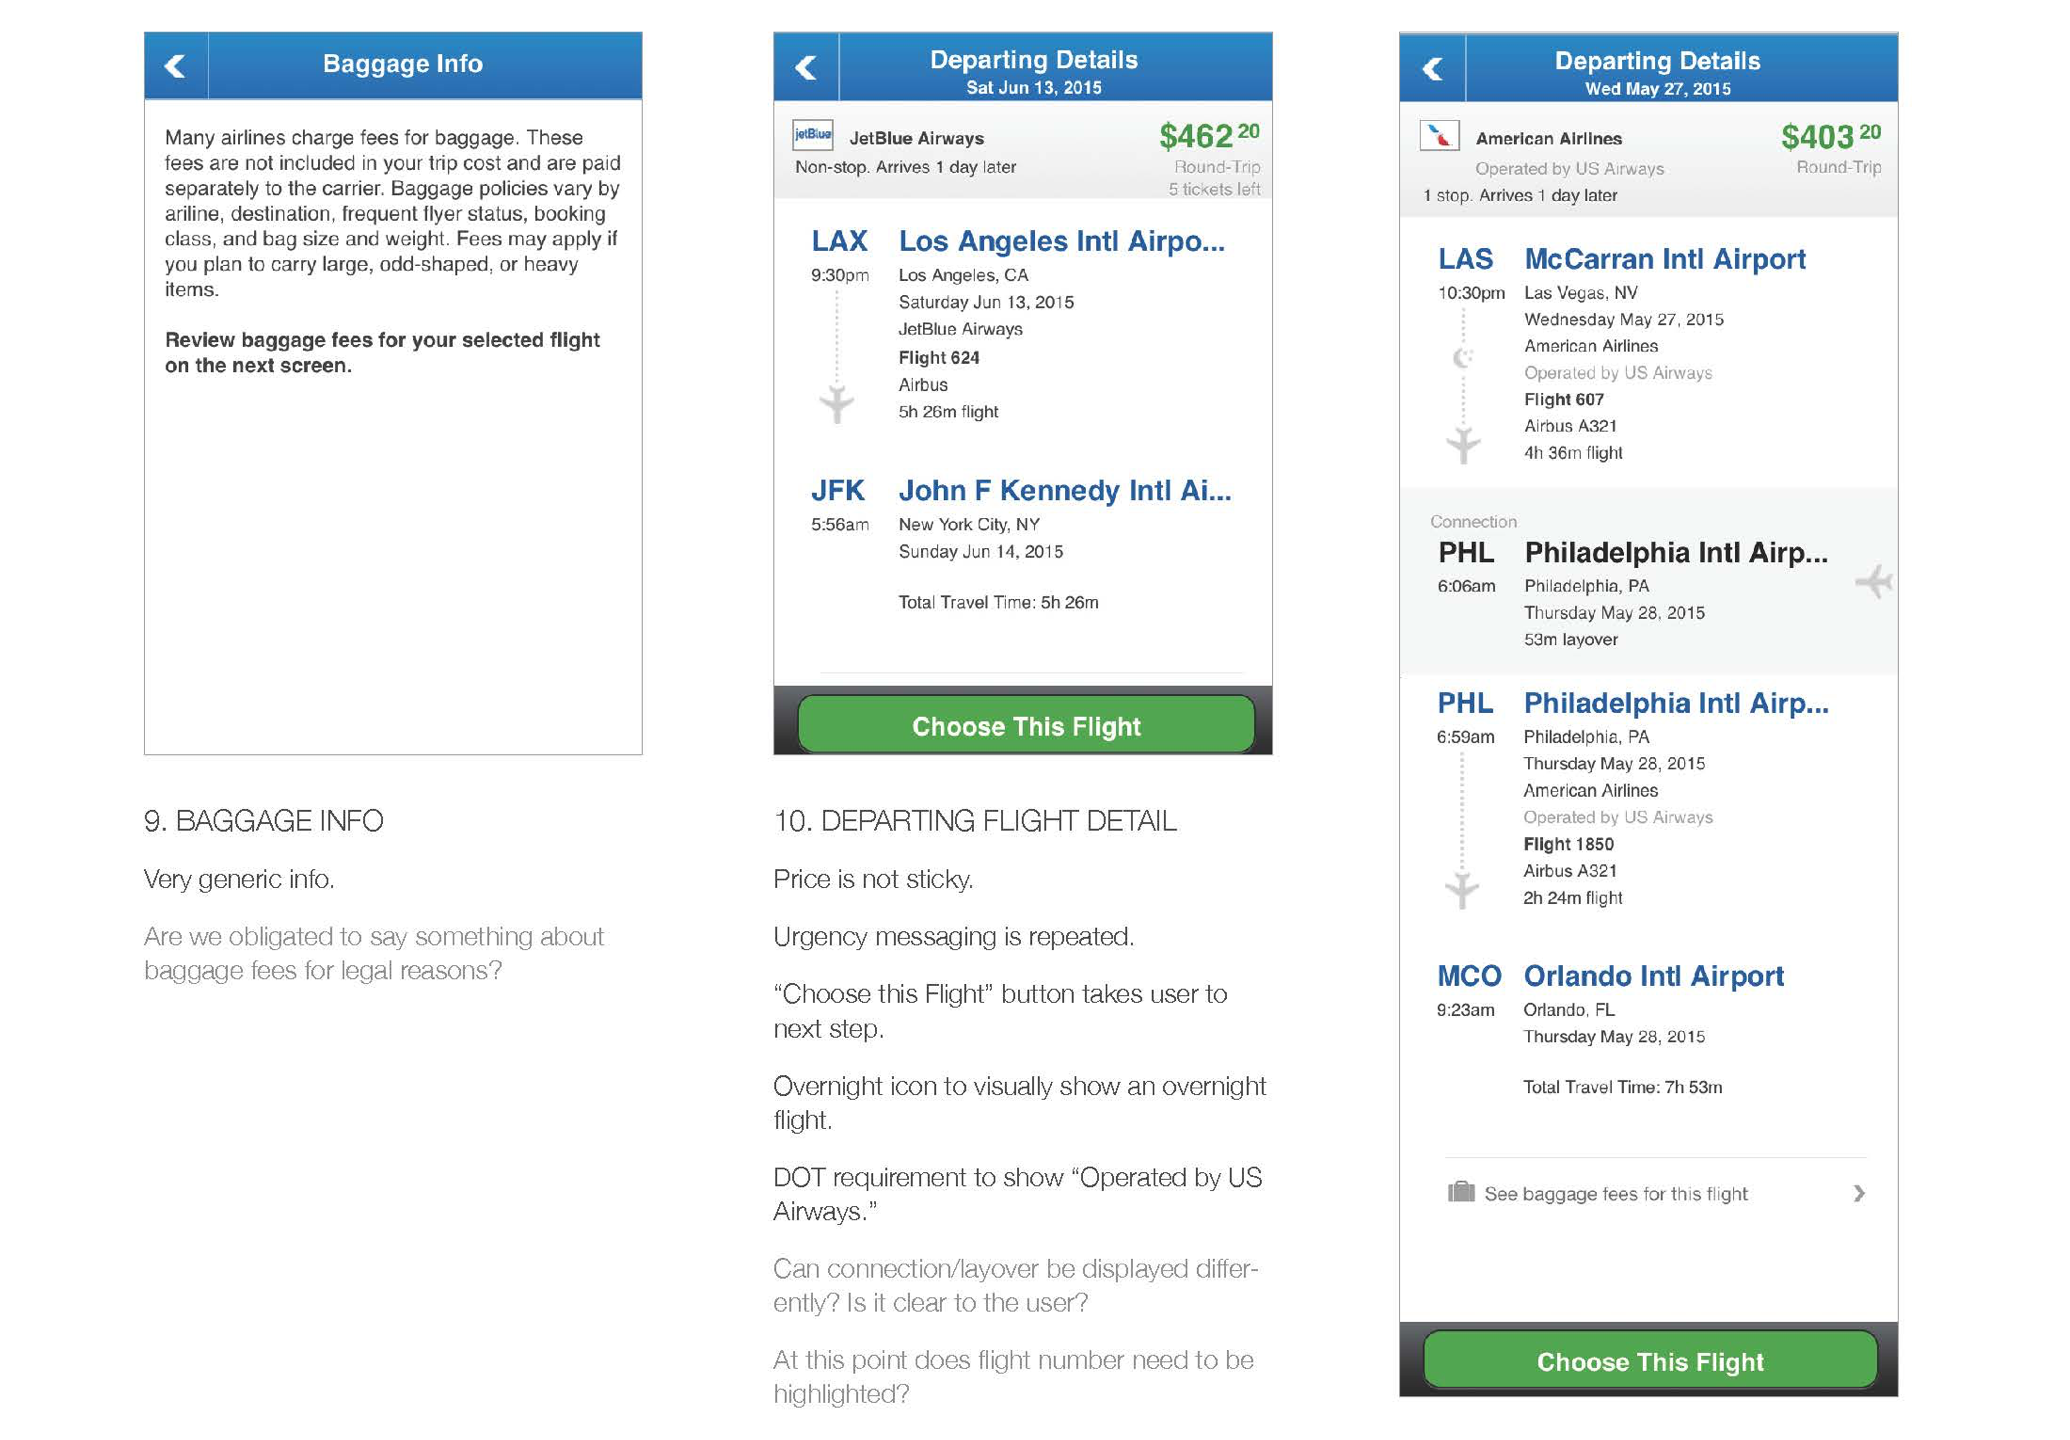 Baggage Info
Many airlines charge fees for baggage. These
fees are not included in your trip cost and are paid
separately to the carrier. Baggage policies vary by
ariline, destination, frequent flyer status, booking
class, and bag size and weight. Fees may apply if
you plan to carry large, odd-shaped, or heavy
items.
Review baggage fees for your selected flight
on the next screen.
9. BAGGAGE INFO
Very generic info.
Are we obligated to say something about
baggage fees for legal reasons?
Departing Details
Sat Jun 13, 2015
jetBlue JetBlue Airways $462 20
Non-stop. Arrives 1 day later Round-Trip
5 tickets left
LAX Los Angeles Intl Airpo...
9:30pm Los Angeles, CA
Saturday Jun 13, 2015
JetBlue Airways
Flight 624
Airbus
5h 26m flight
JFK John F Kennedy Intl Ai...
5:56am New York City, NY
Sunday Jun 14, 2015
Total Travel Time: 5h 26m
Choose This Flight
10. DEPARTING FLIGHT DETAIL
Price is not sticky.
Urgency messaging is repeated.
“Choose this Flight” button takes user to
next step.
Overnight icon to visually show an overnight
flight.
DOT requirement to show “Operated by US
Airways.”
Can connection/layover be displayed differ-
ently? Is it clear to the user?
At this point does flight number need to be
highlighted?
Departing Details
Wed May 27, 2015
American Airlines $403 20
Operated by US Airways Round-Trip
1 stop. Arrives 1 day later
LAS McCarran Intl Airport
10:30pm Las Vegas, NV
Wednesday May 27, 2015
American Airlines
Operated by US Airways
Flight 607
Airbus A321
4h 36m flight
Connection
PHL Philadelphia Intl Airp...
6:06am Philadelphia, PA
Thursday May 28, 2015
53m layover
PHL Philadelphia Intl Airp...
6:59am Philadelphia, PA
Thursday May 28, 2015
American Airlines
Operated by US Airways
Flight 1850
Airbus A321
2h 24m flight
MCO Orlando Intl Airport
9:23am Orlando, FL
Thursday May 28, 2015
Total Travel Time: 7h 53m
See baggage fees for this flight
Choose This Flight